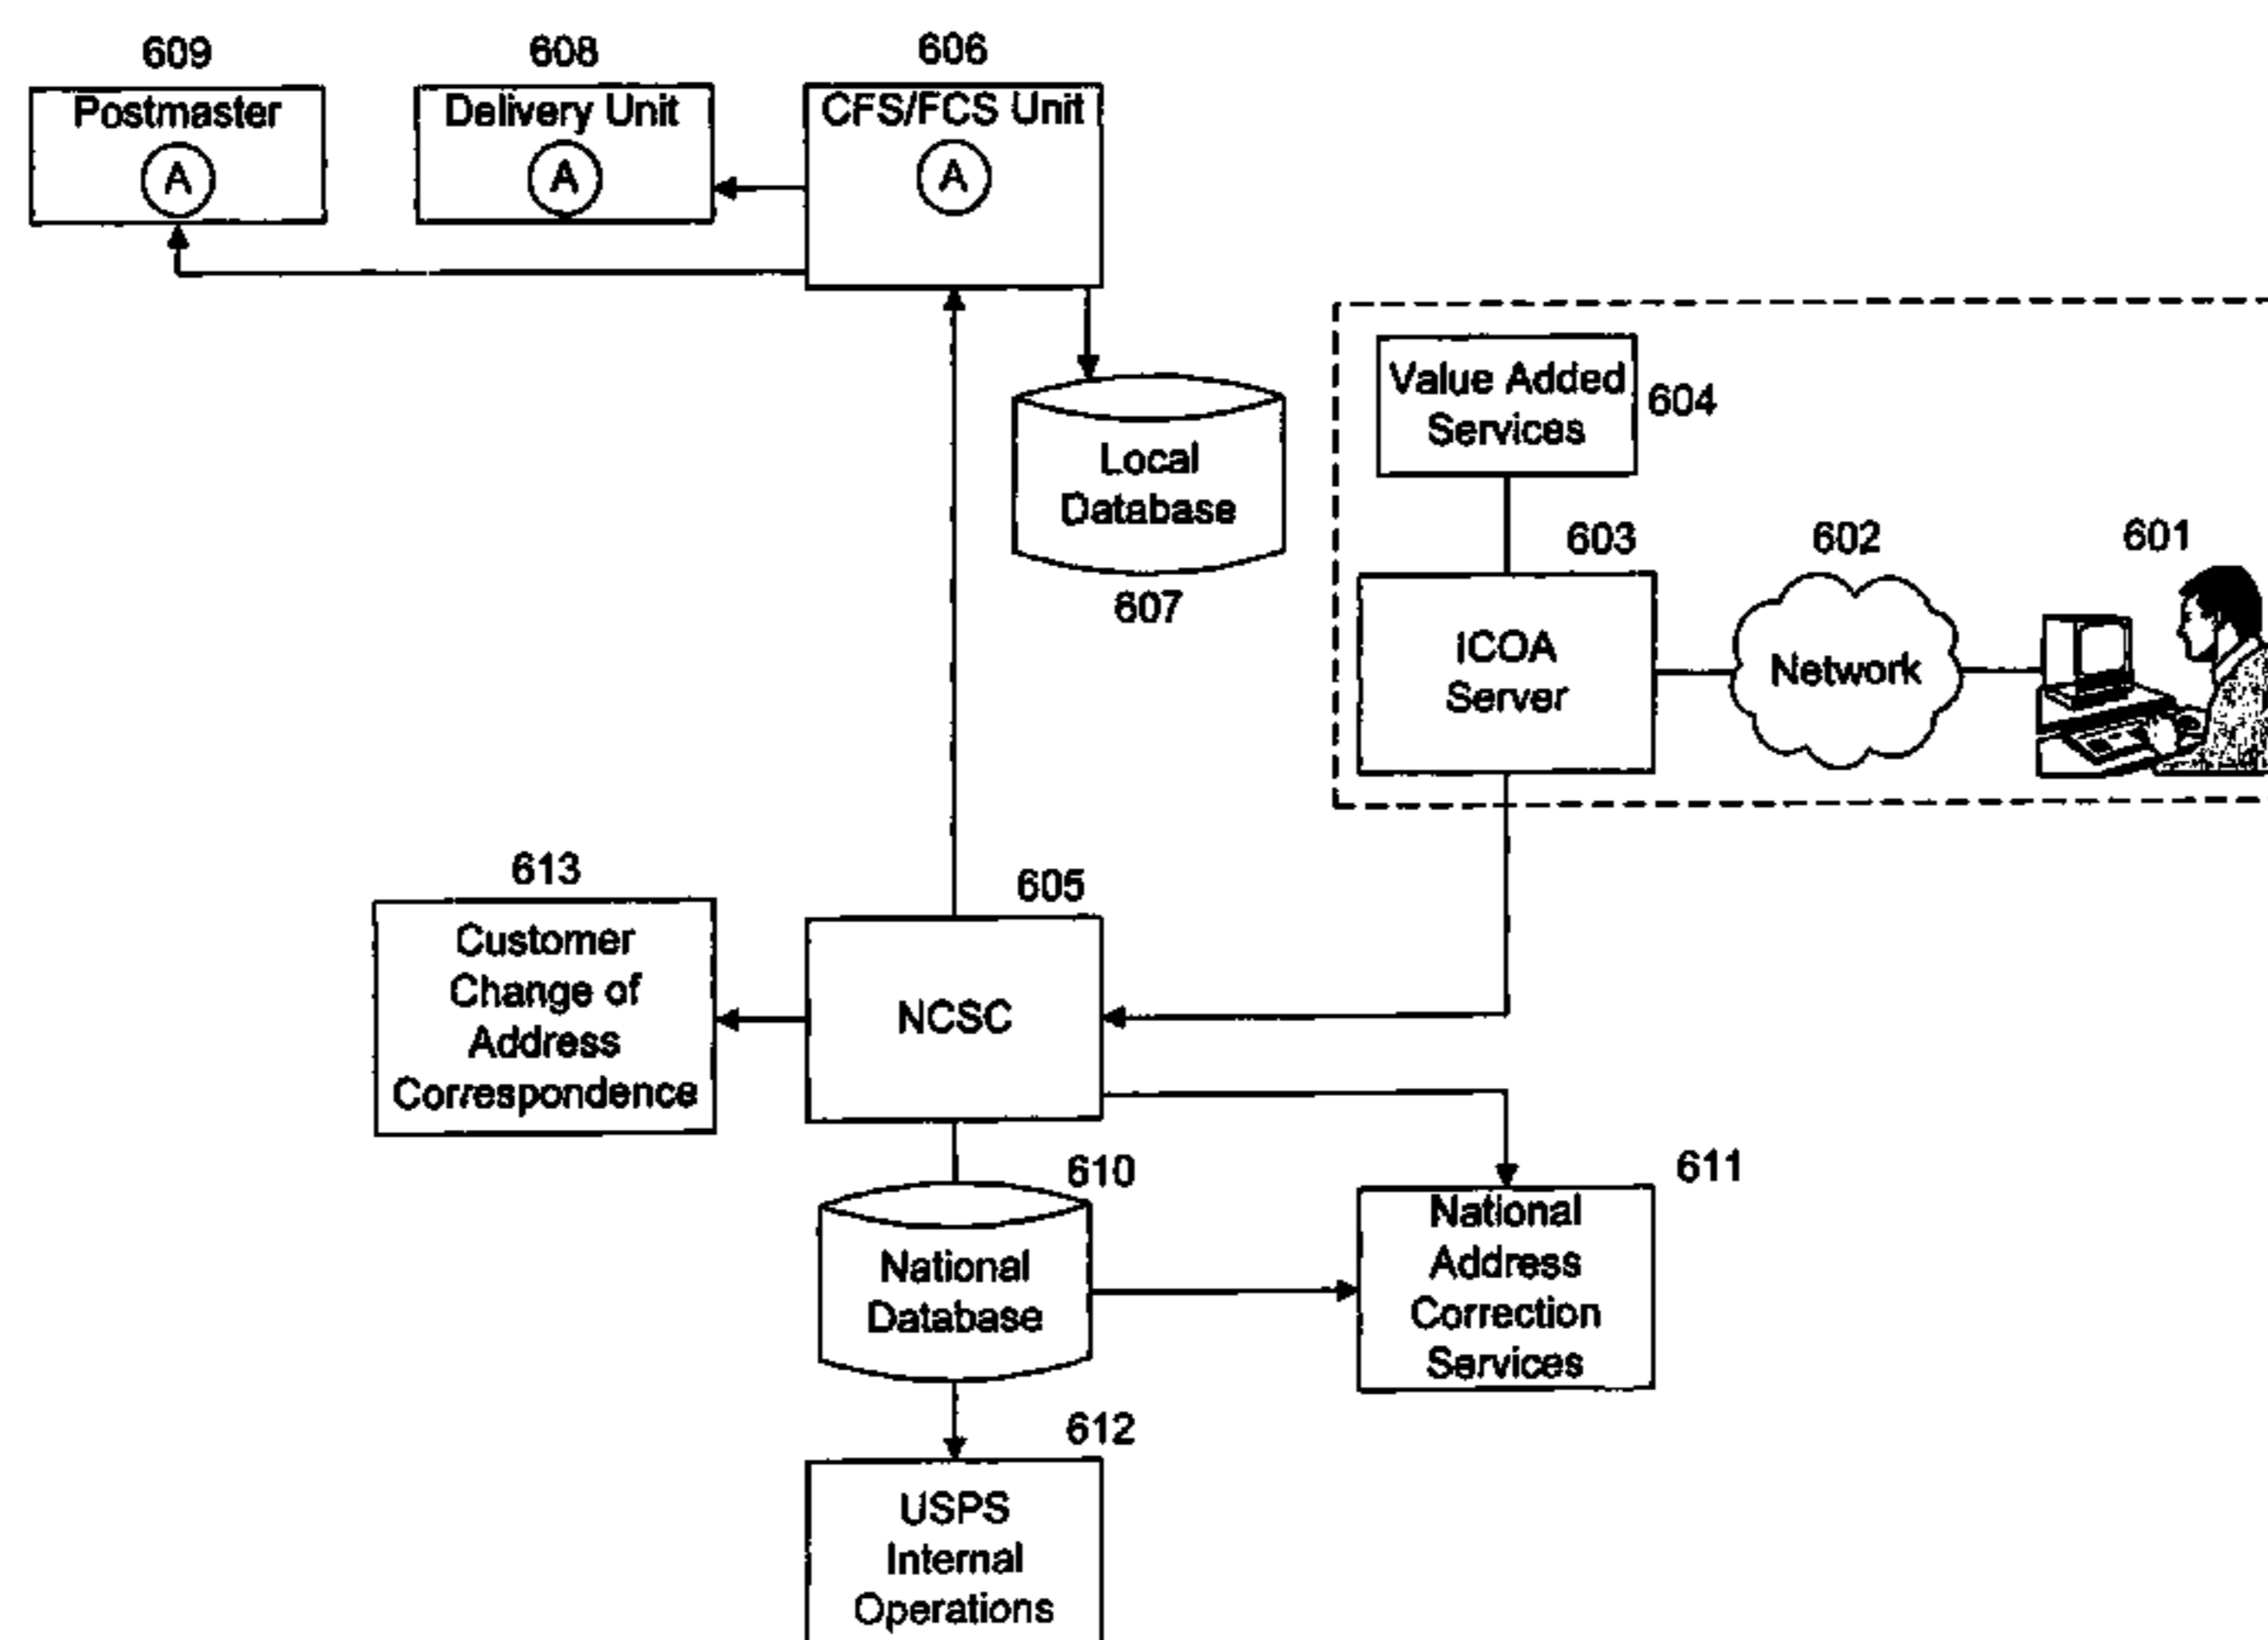 609
Postmaster
A
608
Delivery Unit
A
606
CFS/FCS Unit
A
Local
Database
607
Value Added
Services
604
603
ICOA
Server
602
Network
601
613
Customer
Change of
Address
Correspondence
605
NCSC
610
National
Database
611
National
Address
Correction
Services
612
USPS
Internal
Operations